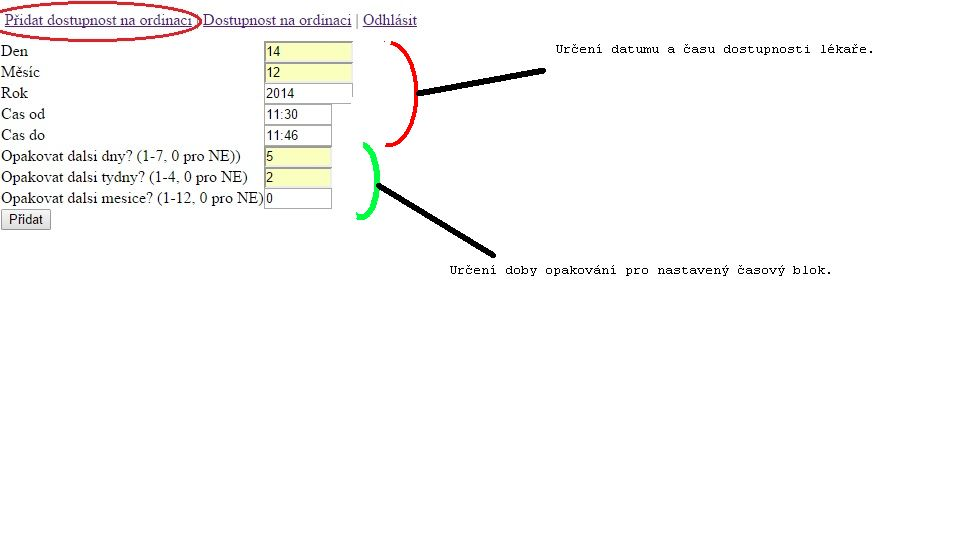 Přidat dostupnost na ordinaci | Dostupnost na ordinaci | Odhlásit
Určení datumu a času dostupnosti lékaře.
Den 14
Měsíc 12
Rok 2014
Cas od 11:30
Cas do 11:46
Opakovat dalsi dny? (1-7, 0 pro NE)) 5
Opakovat dalsi tydny? (1-4, 0 pro NE) 2
Opakovat dalsi mesice? (1-12, 0 pro NE) 0
Přidat
Určení doby opakování pro nastavený časový blok.